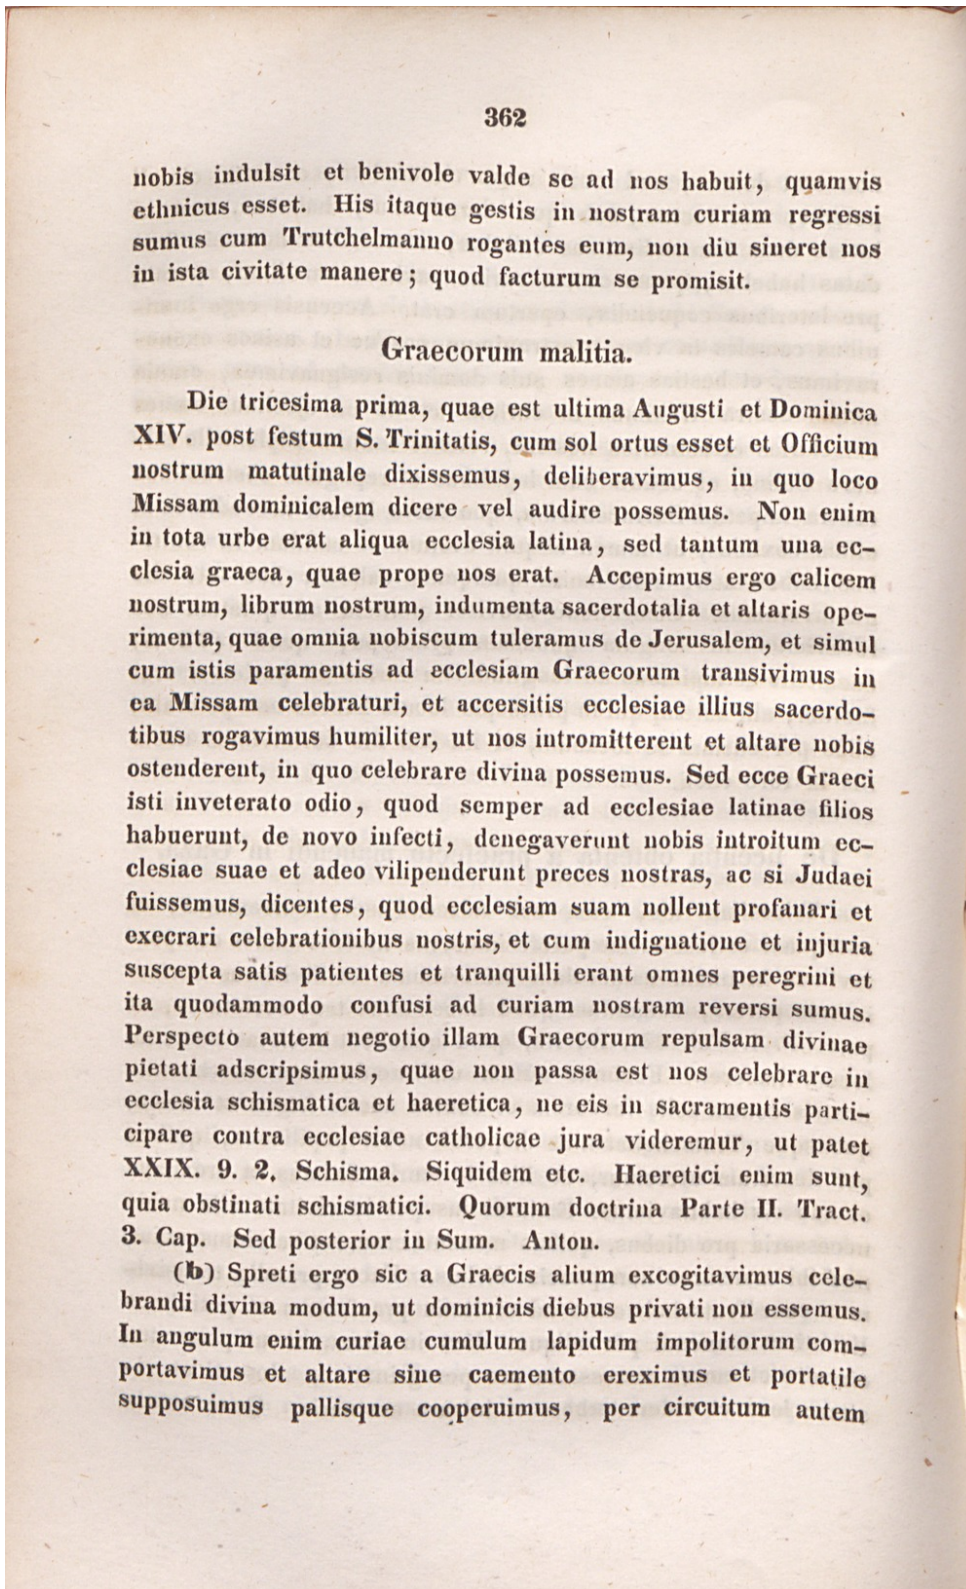 362
nobis indulsit et benivole valde se ad nos habuit, quamvis
ethnicus esset. His itaque gestis in nostram curiam regressi
sumus cum Trutchelmanno rogantes eum, non diu sineret nos
in ista civitate manere; quod facturum se promisit.
Graecorum malitia.
Die tricesima prima, quae est ultima Augusti et Dominica
XIV. post festum S. Trinitatis, cum sol ortus esset et Officium
nostrum matutinale dixissemus, deliberavimus, in quo loco
Missam dominicalem dicere vel audire possemus. Non enim
in tota urbe erat aliqua ecclesia latina, sed tantum una ec-
clesia graeca, quae prope nos erat. Accepimus ergo calicem
nostrum, librum nostrum, indumenta sacerdotalia et altaris ope-
rimenta, quae omnia nobiscum tuleramus de Jerusalem, et simul
cum istis paramentis ad ecclesiam Graecorum transivimus in
ea Missam celebraturi, et accersitis ecclesiae illius sacerdo-
tibus rogavimus humiliter, ut nos intromitterent et altare nobis
ostenderent, in quo celebrare divina possemus. Sed ecce Graeci
isti inveterato odio, quod semper ad ecclesiae latinae filios
habuerunt, de novo infecti, denegaverunt nobis introitum ec-
clesiae suae et adeo vilipenderunt preces nostras, ac si Judaei
fuissemus, dicentes, quod ecclesiam suam nollent profanari et
execrari celebrationibus nostris, et cum indignatione et injuria
suscepta satis patientes et tranquilli erant omnes peregrini et
ita quodammodo confusi ad curiam nostram reversi sumus.
Perspecto autem negotio illam Graecorum repulsam divinae
pietati adscripsimus, quae non passa est nos celebrare in
ecclesia schismatica et haeretica, ne eis in sacramentis parti-
cipare contra ecclesiae catholicae jura videremur, ut patet
XXIX. 9. 2. Schisma. Siquidem etc. Haeretici enim sunt,
quia obstinati schismatici. Quorum doctrina Parte II. Tract.
3. Cap. Sed posterior in Sum. Anton.
(b) Spreti ergo sic a Graecis alium excogitavimus cele-
brandi divina modum, ut dominicis diebus privati non essemus.
In angulum enim curiae cumulum lapidum impolitorum com-
portavimus et altare sine caemento ereximus et portatile
supposuimus pallisque cooperuimus, per circuitum autem